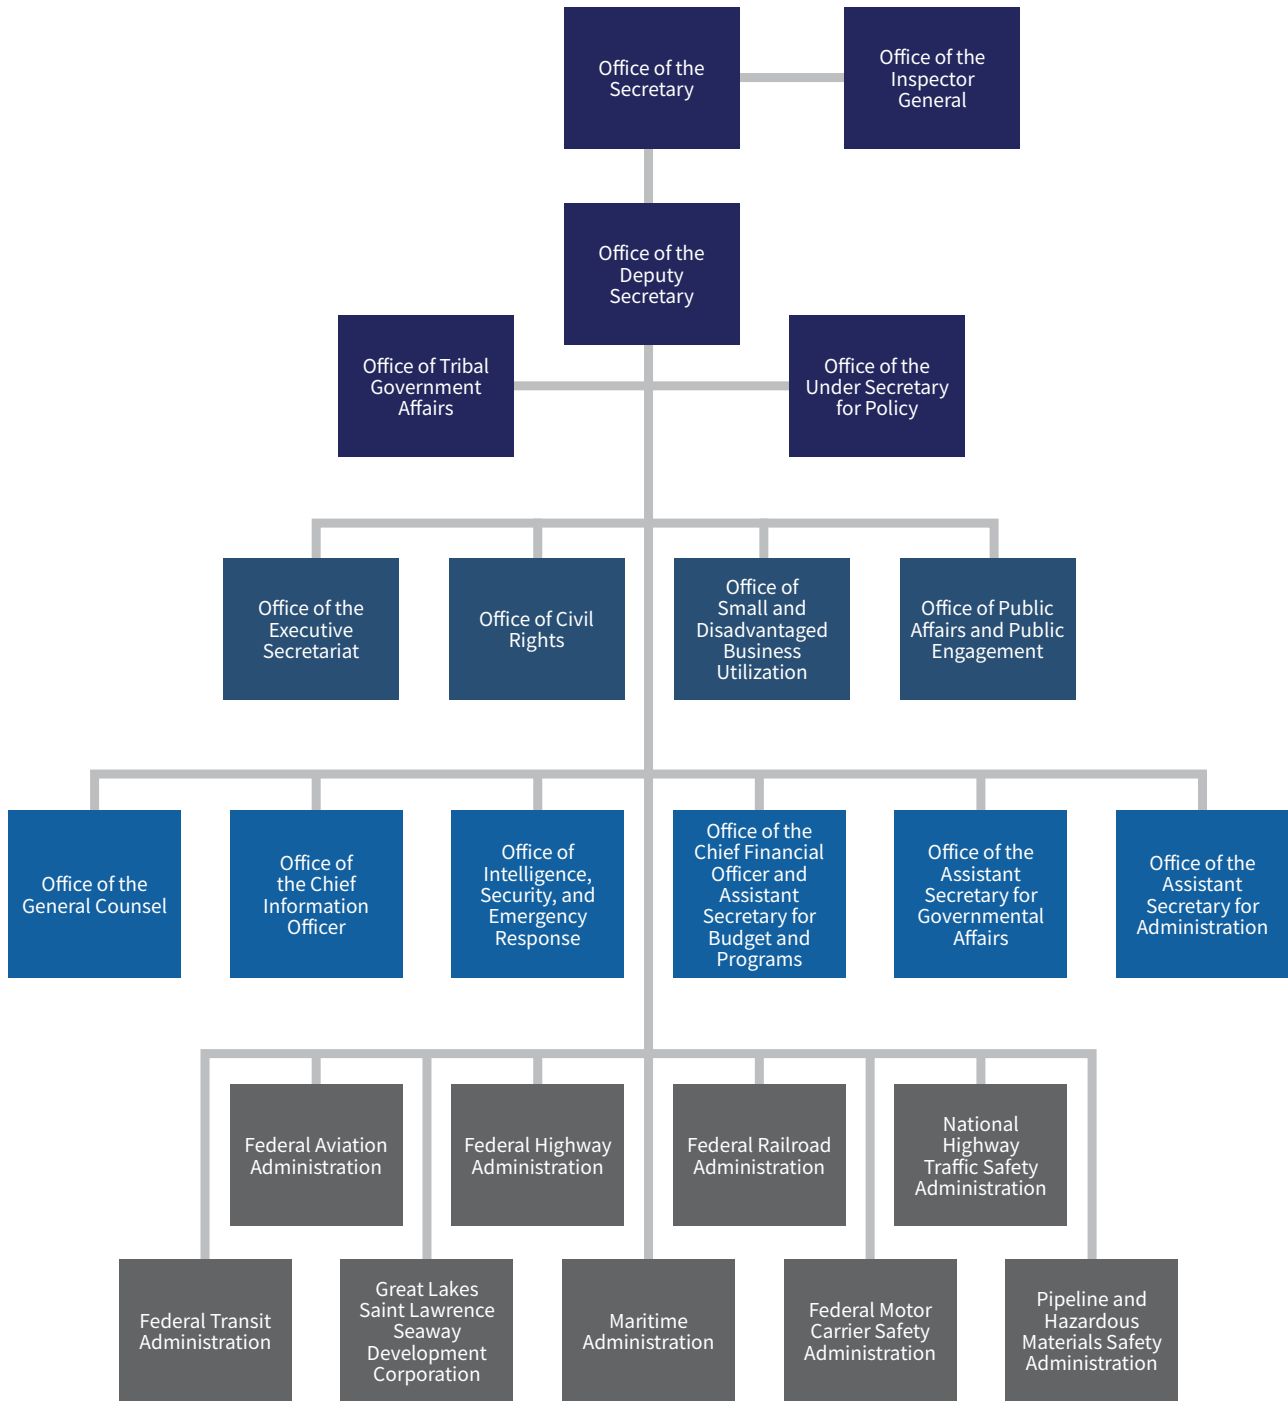 Office of the
Secretary
Office of the
Inspector
General
Office of the
Deputy
Secretary
Office of Tribal
Government
Affairs
Office of the
Under Secretary
for Policy
Office of the
Executive
Secretariat
Office of Civil
Rights
Office of
Small and
Disadvantaged
Business
Utilization
Office of Public
Affairs and Public
Engagement
Office of the
General Counsel
Office of
the Chief
Information
Officer
Office of
Intelligence,
Security, and
Emergency
Response
Office of the
Chief Financial
Officer and
Assistant
Secretary for
Budget and
Programs
Office of the
Assistant
Secretary for
Governmental
Affairs
Office of the
Assistant
Secretary for
Administration
Federal Aviation
Administration
Federal Highway
Administration
Federal Railroad
Administration
National
Highway
Traffic Safety
Administration
Federal Transit
Administration
Great Lakes
Saint Lawrence
Seaway
Development
Corporation
Maritime
Administration
Federal Motor
Carrier Safety
Administration
Pipeline and
Hazardous
Materials Safety
Administration